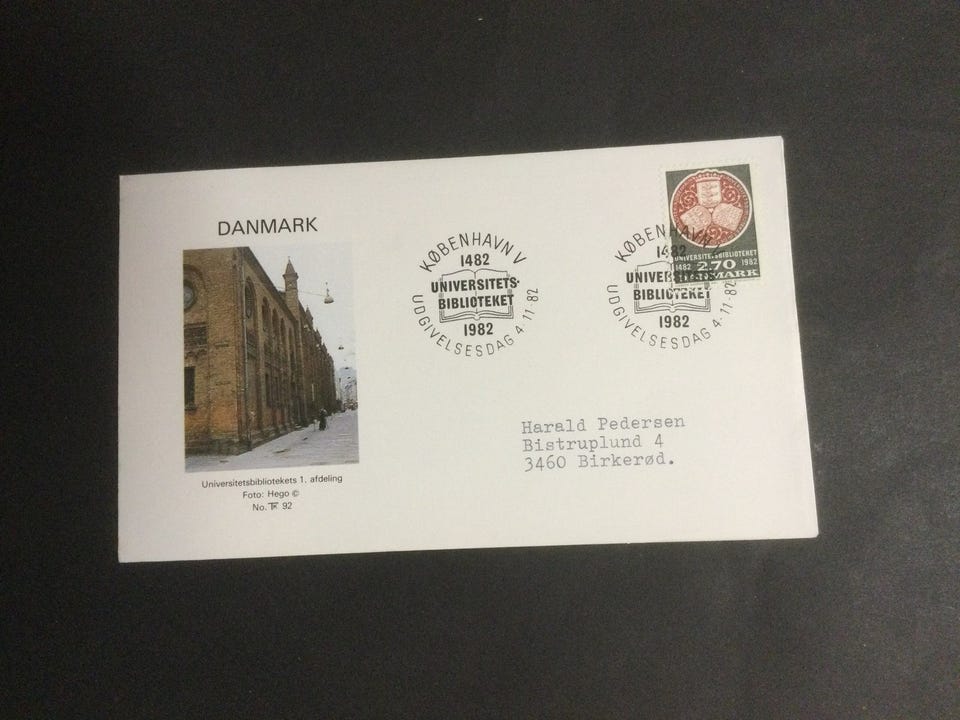 DANMARK
Universitetsbibliotekets 1. afdeling
Foto: Hego ©
No. 92
KØBENHAVN V
1482
UNIVERSITETS-
BIBLIOTEKET
1982
UDGIVELSESDAG 4-11-82
KØBENHAVN V
1482
UNIVERSITETS-
BIBLIOTEKET
1982
UDGIVELSESDAG 4-11-82
UNIVERSITETSBIBLIOTEKET
1482 2.70 1982
DANMARK
Harald Pedersen
Bistruplund 4
3460 Birkerød.